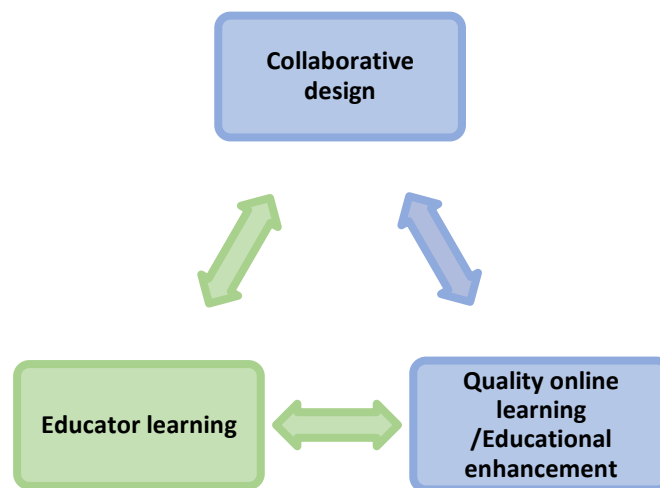 Collaborative
design
Educator learning
Quality online
learning
/Educational
enhancement